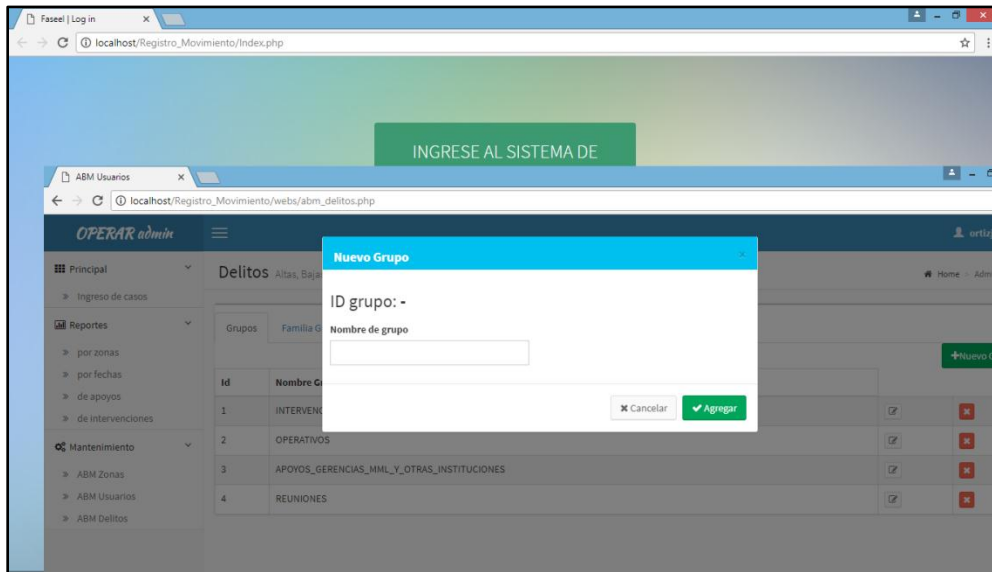 Faseel | Log in
localhost/Registro_Movimiento/Index.php
INGRESE AL SISTEMA DE
ABM Usuarios
localhost/Registro_Movimiento/webs/abm_delitos.php
OPERAR admin
ortizj
Principal
Ingreso de casos
Reportes
por zonas
por fechas
de apoyos
de intervenciones
Mantenimiento
ABM Zonas
ABM Usuarios
ABM Delitos
Delitos Altas, Baja
Home > Adm
Grupos Familia G
+Nuevo G
Nuevo Grupo
ID grupo: -
Nombre de grupo
Cancelar Agregar
Id Nombre G
1 INTERVENC
2 OPERATIVOS
3 APOYOS_GERENCIAS_MML_Y_OTRAS_INSTITUCIONES
4 REUNIONES